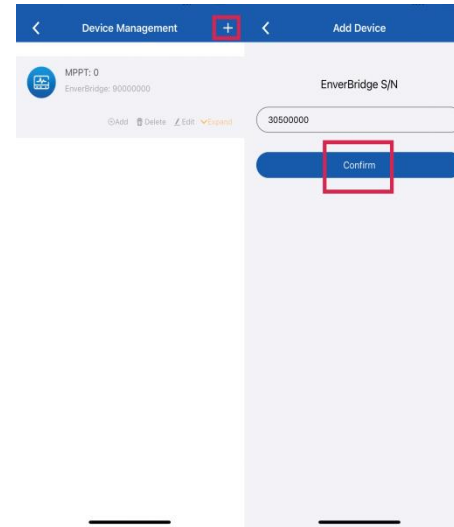 Device Management
+
MPPT: 0
EnverBridge: 90000000
Add Delete Edit Expand
Add Device
EnverBridge S/N
30500000
Confirm